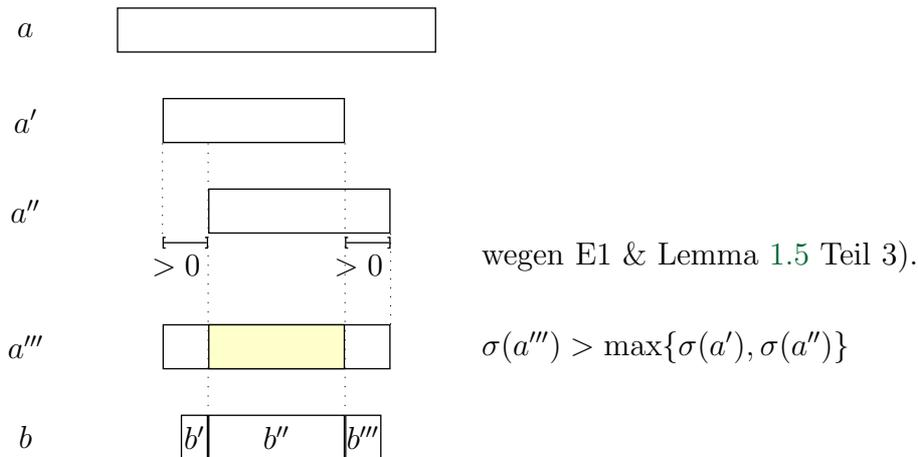 a
a′
a″
> 0 > 0 wegen E1 & Lemma 1.5 Teil 3).
a‴ σ(a‴) > max{σ(a′), σ(a″)}
b b′ b″ b‴